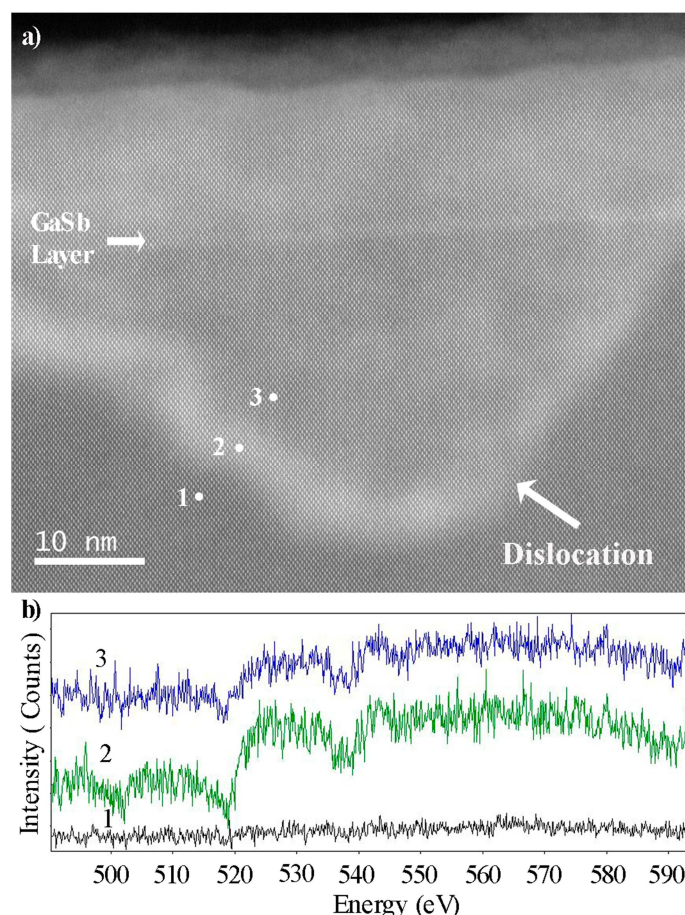 a)
GaSb
Layer
3
2
1
10 nm
Dislocation
b)
Intensity ( Counts)
3
2
1
500 510 520 530 540 550 560 570 580 590
Energy (eV)